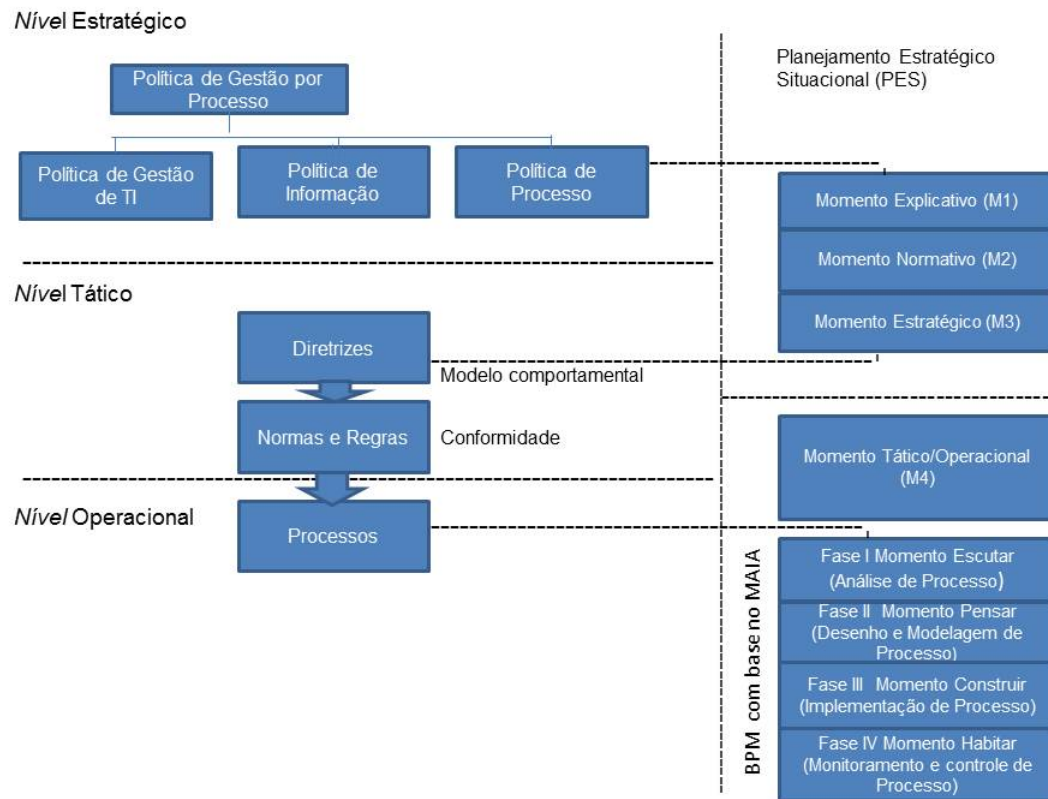 Nível Estratégico
Política de Gestão por
Processo
Política de Gestão
de TI
Política de
Informação
Política de
Processo
Planejamento Estratégico
Situacional (PES)
Momento Explicativo (M1)
Momento Normativo (M2)
Momento Estratégico (M3)
Nível Tático
Diretrizes
Modelo comportamental
Normas e Regras
Conformidade
Momento Tático/Operacional
(M4)
Nível Operacional
Processos
BPM com base no MAIA
Fase I Momento Escutar
(Análise de Processo)
Fase II Momento Pensar
(Desenho e Modelagem de
Processo)
Fase III Momento Construir
(Implementação de Processo)
Fase IV Momento Habitar
(Monitoramento e controle de
Processo)